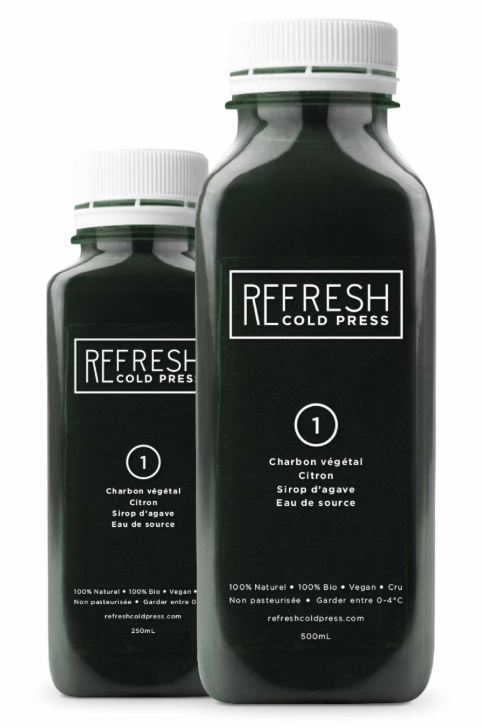 REFRESH
COLD PRESS
1
Charbon végétal
Citron
Sirop d'agave
Eau de source
100% Naturel • 100% Bio • Vegan •
Non pasteurisée • Garder entre 0
refreshcoldpress.com
250mL
REFRESH
COLD PRESS
1
Charbon végétal
Citron
Sirop d'agave
Eau de source
100% Naturel • 100% Bio • Vegan • Cru
Non pasteurisée • Garder entre 0-4°C
refreshcoldpress.com
500mL